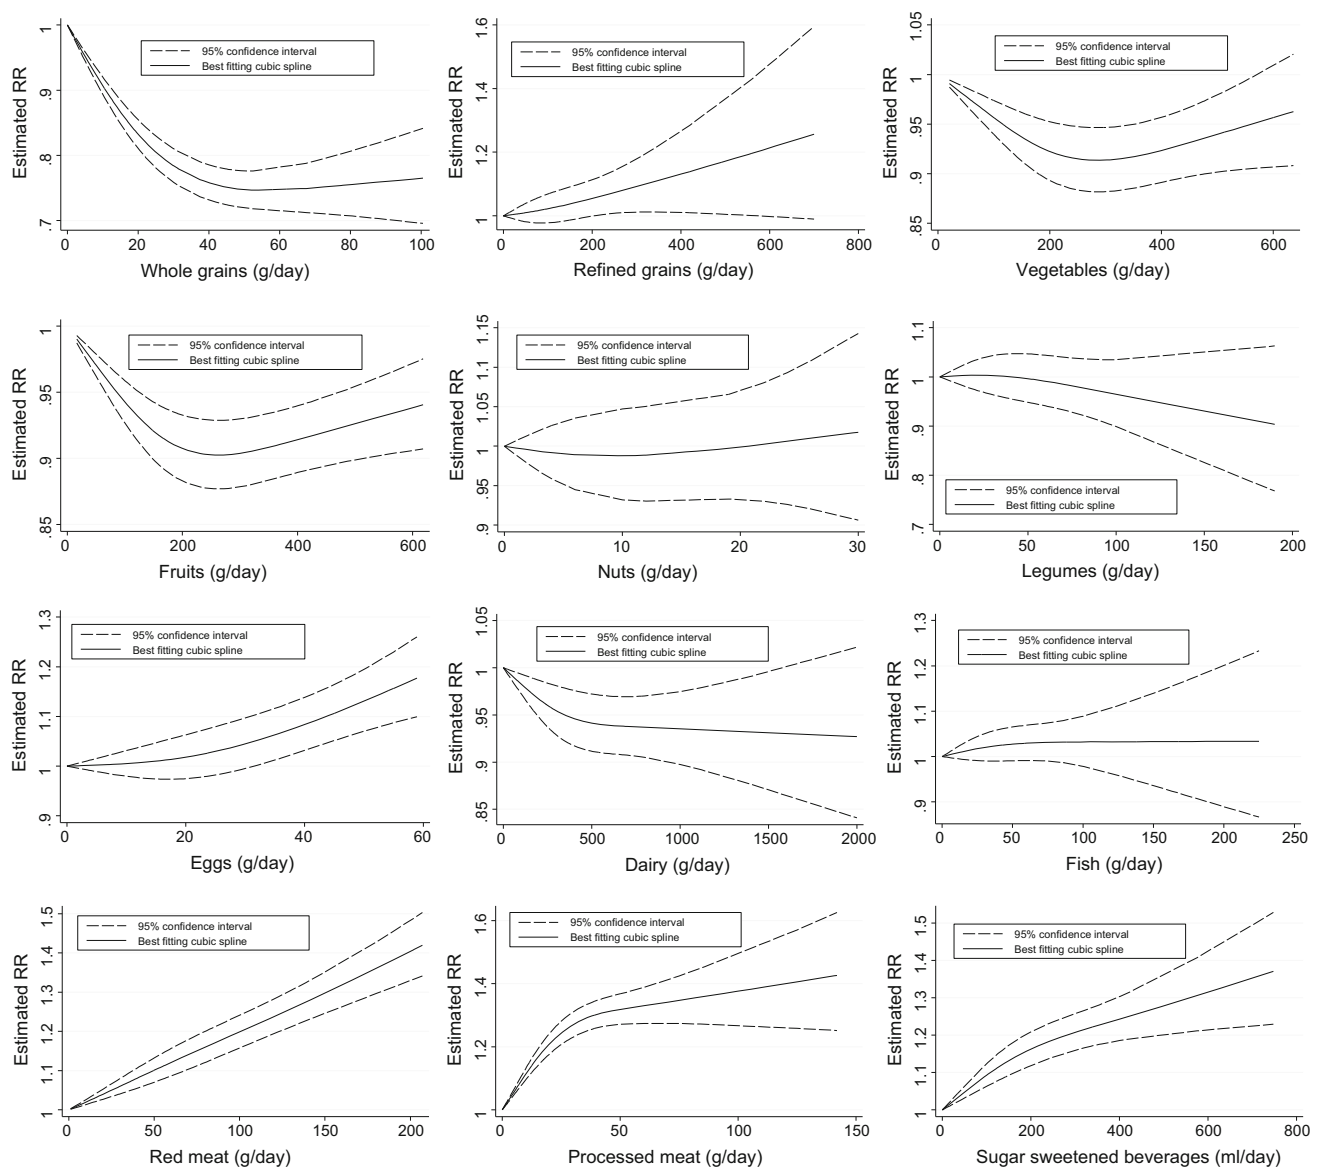 95% confidence interval
Best fitting cubic spline
Estimated RR
1
.9
.8
.7
0 20 40 60 80 100
Whole grains (g/day)
95% confidence interval
Best fitting cubic spline
Estimated RR
1.6
1.4
1.2
1
0 200 400 600 800
Refined grains (g/day)
95% confidence interval
Best fitting cubic spline
Estimated RR
1.05
1
.95
.9
.85
0 200 400 600
Vegetables (g/day)
95% confidence interval
Best fitting cubic spline
Estimated RR
1
.95
.9
.85
0 200 400 600
Fruits (g/day)
95% confidence interval
Best fitting cubic spline
Estimated RR
1.15
1.1
1.05
1
.95
.9
0 10 20 30
Nuts (g/day)
95% confidence interval
Best fitting cubic spline
Estimated RR
1.1
1
.9
.8
.7
0 50 100 150 200
Legumes (g/day)
95% confidence interval
Best fitting cubic spline
Estimated RR
1.3
1.2
1.1
1
.9
0 20 40 60
Eggs (g/day)
95% confidence interval
Best fitting cubic spline
Estimated RR
1.05
1
.95
.9
.85
0 500 1000 1500 2000
Dairy (g/day)
95% confidence interval
Best fitting cubic spline
Estimated RR
1.3
1.2
1.1
1
.9
0 50 100 150 200 250
Fish (g/day)
95% confidence interval
Best fitting cubic spline
Estimated RR
1.5
1.4
1.3
1.2
1.1
1
0 50 100 150 200
Red meat (g/day)
95% confidence interval
Best fitting cubic spline
Estimated RR
1.6
1.4
1.2
1
0 50 100 150
Processed meat (g/day)
95% confidence interval
Best fitting cubic spline
Estimated RR
1.5
1.4
1.3
1.2
1.1
1
0 200 400 600 800
Sugar sweetened beverages (ml/day)